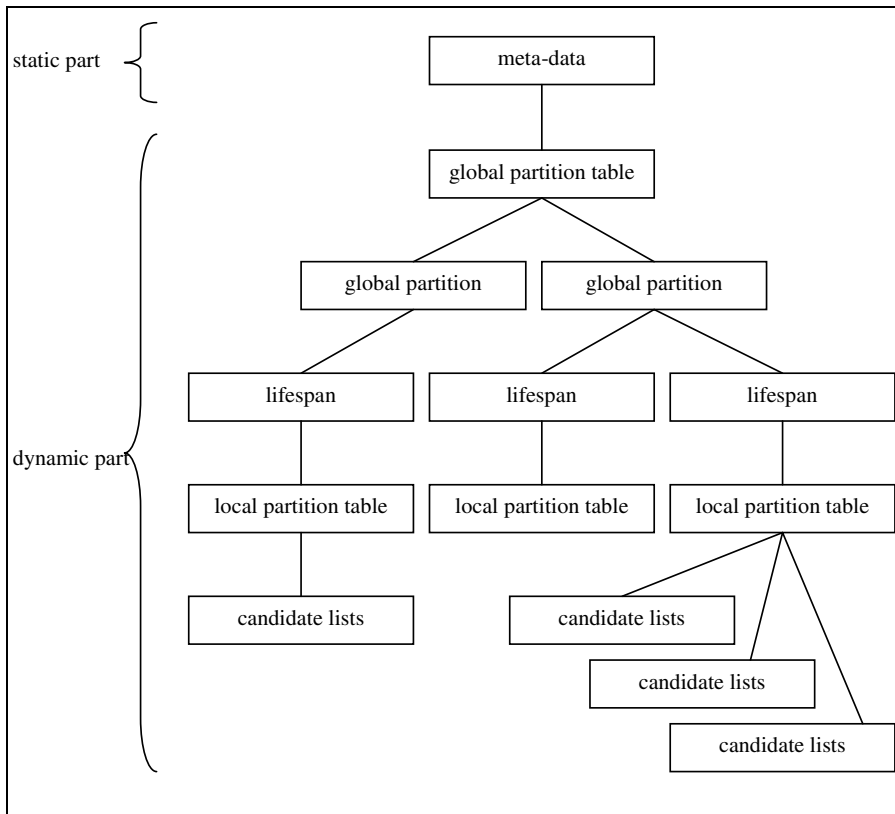 static part
meta-data
global partition table
global partition
global partition
lifespan
lifespan
lifespan
dynamic part
local partition table
local partition table
local partition table
candidate lists
candidate lists
candidate lists
candidate lists